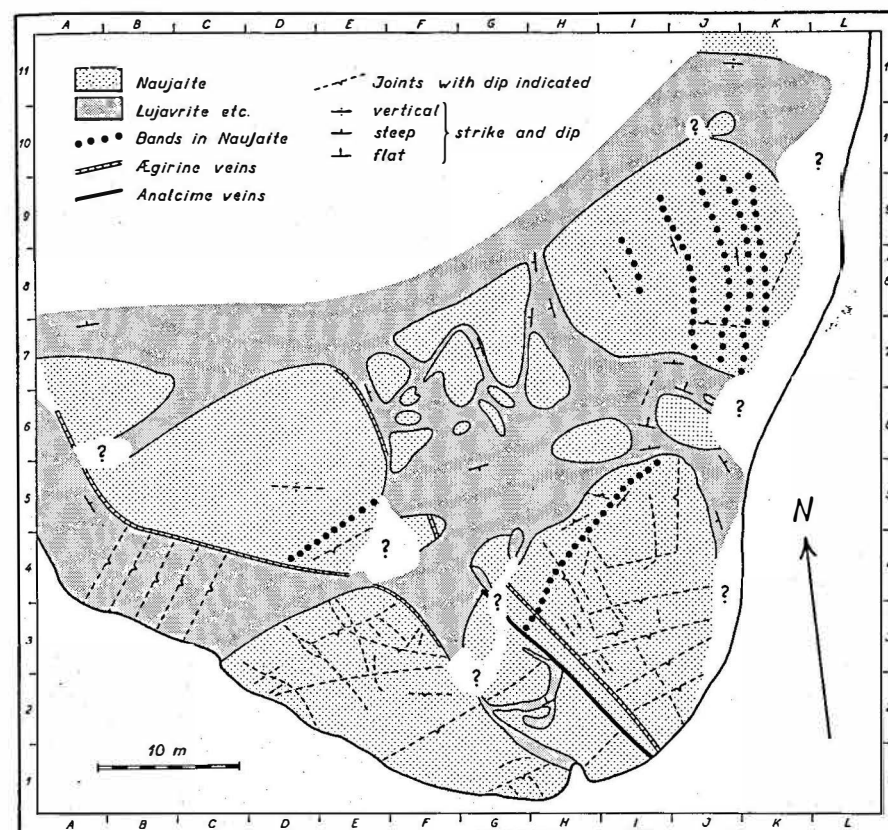 A B C D E F G H I J K L
11
10
9
8
7
6
5
4
3
2
1
Naujaite
Lujavrite etc.
Bands in Naujaite
Ægirine veins
Analcime veins
Joints with dip indicated
vertical
steep
flat
strike and dip
?
?
?
?
?
?
?
?
N
10 m
A B C D E F G H I J K L